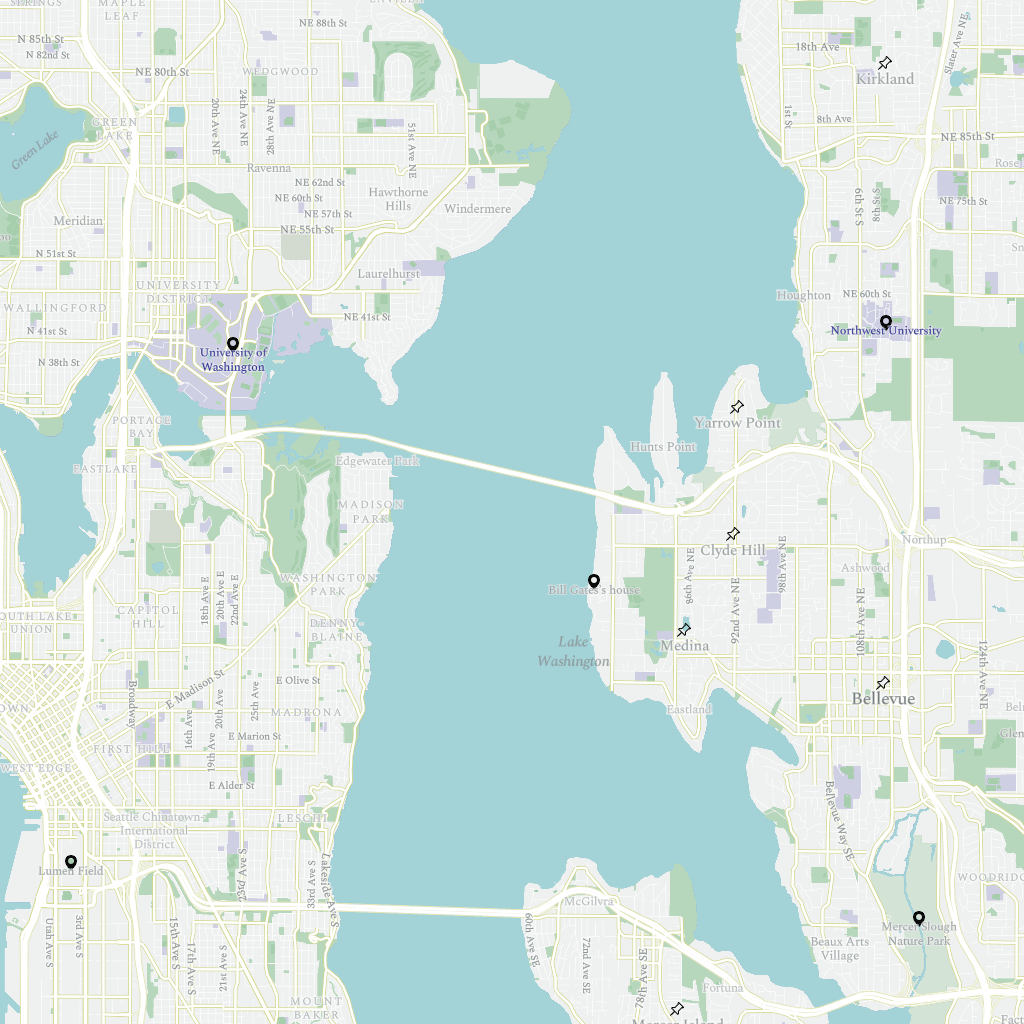 SPRINGS
MAPLE
LEAF
NE 88th St
N 85th St
N 82nd St
NE 80th St
WEDGWOOD
20th Ave NE
24th Ave NE
28th Ave NE
51st Ave NE
GREEN
LAKE
Green Lake
Ravenna
NE 62nd St
NE 60th St
NE 57th St
NE 55th St
Hawthorne
Hills
Windermere
Meridian
N 51st St
UNIVERSITY
DISTRICT
Laurelhurst
WALLINGFORD
NE 41st St
N 41st St
N 38th St
University of
Washington
18th Ave
Kirkland
Slater Ave NE
1st St
8th Ave
NE 85th St
Rose
6th St S
8th St S
NE 75th St
Houghton
NE 60th St
Northwest University
PORTAGE
BAY
EASTLAKE
Edgewater Park
MADISON
PARK
Hunts Point
Yarrow Point
Northup
Clyde Hill
Ashwood
WASHINGTON
PARK
Bill Gates's house
86th Ave NE
98th Ave NE
92nd Ave NE
108th Ave NE
124th Ave NE
18th Ave E
20th Ave E
22nd Ave E
CAPITOL
HILL
DENNY-
BLAINE
SOUTH LAKE
UNION
Lake
Washington
Medina
E Madison St
E Olive St
Broadway
16th Ave
20th Ave
25th Ave
MADRONA
Eastland
Bellevue
E Marion St
FIRST HILL
19th Ave
WEST EDGE
E Alder St
Seattle Chinatown-
International
District
LESCHI
Bellevue Way SE
Lumen Field
23rd Ave S
33rd Ave S
Lakeside Ave S
McGilvra
WOODRIDG
Mercer Slough
Nature Park
Utah Ave S
3rd Ave S
15th Ave S
17th Ave S
21st Ave S
60th Ave SE
72nd Ave SE
78th Ave SE
Beaux Arts
Village
Fortuna
MOUNT
BAKER
Mercer Island